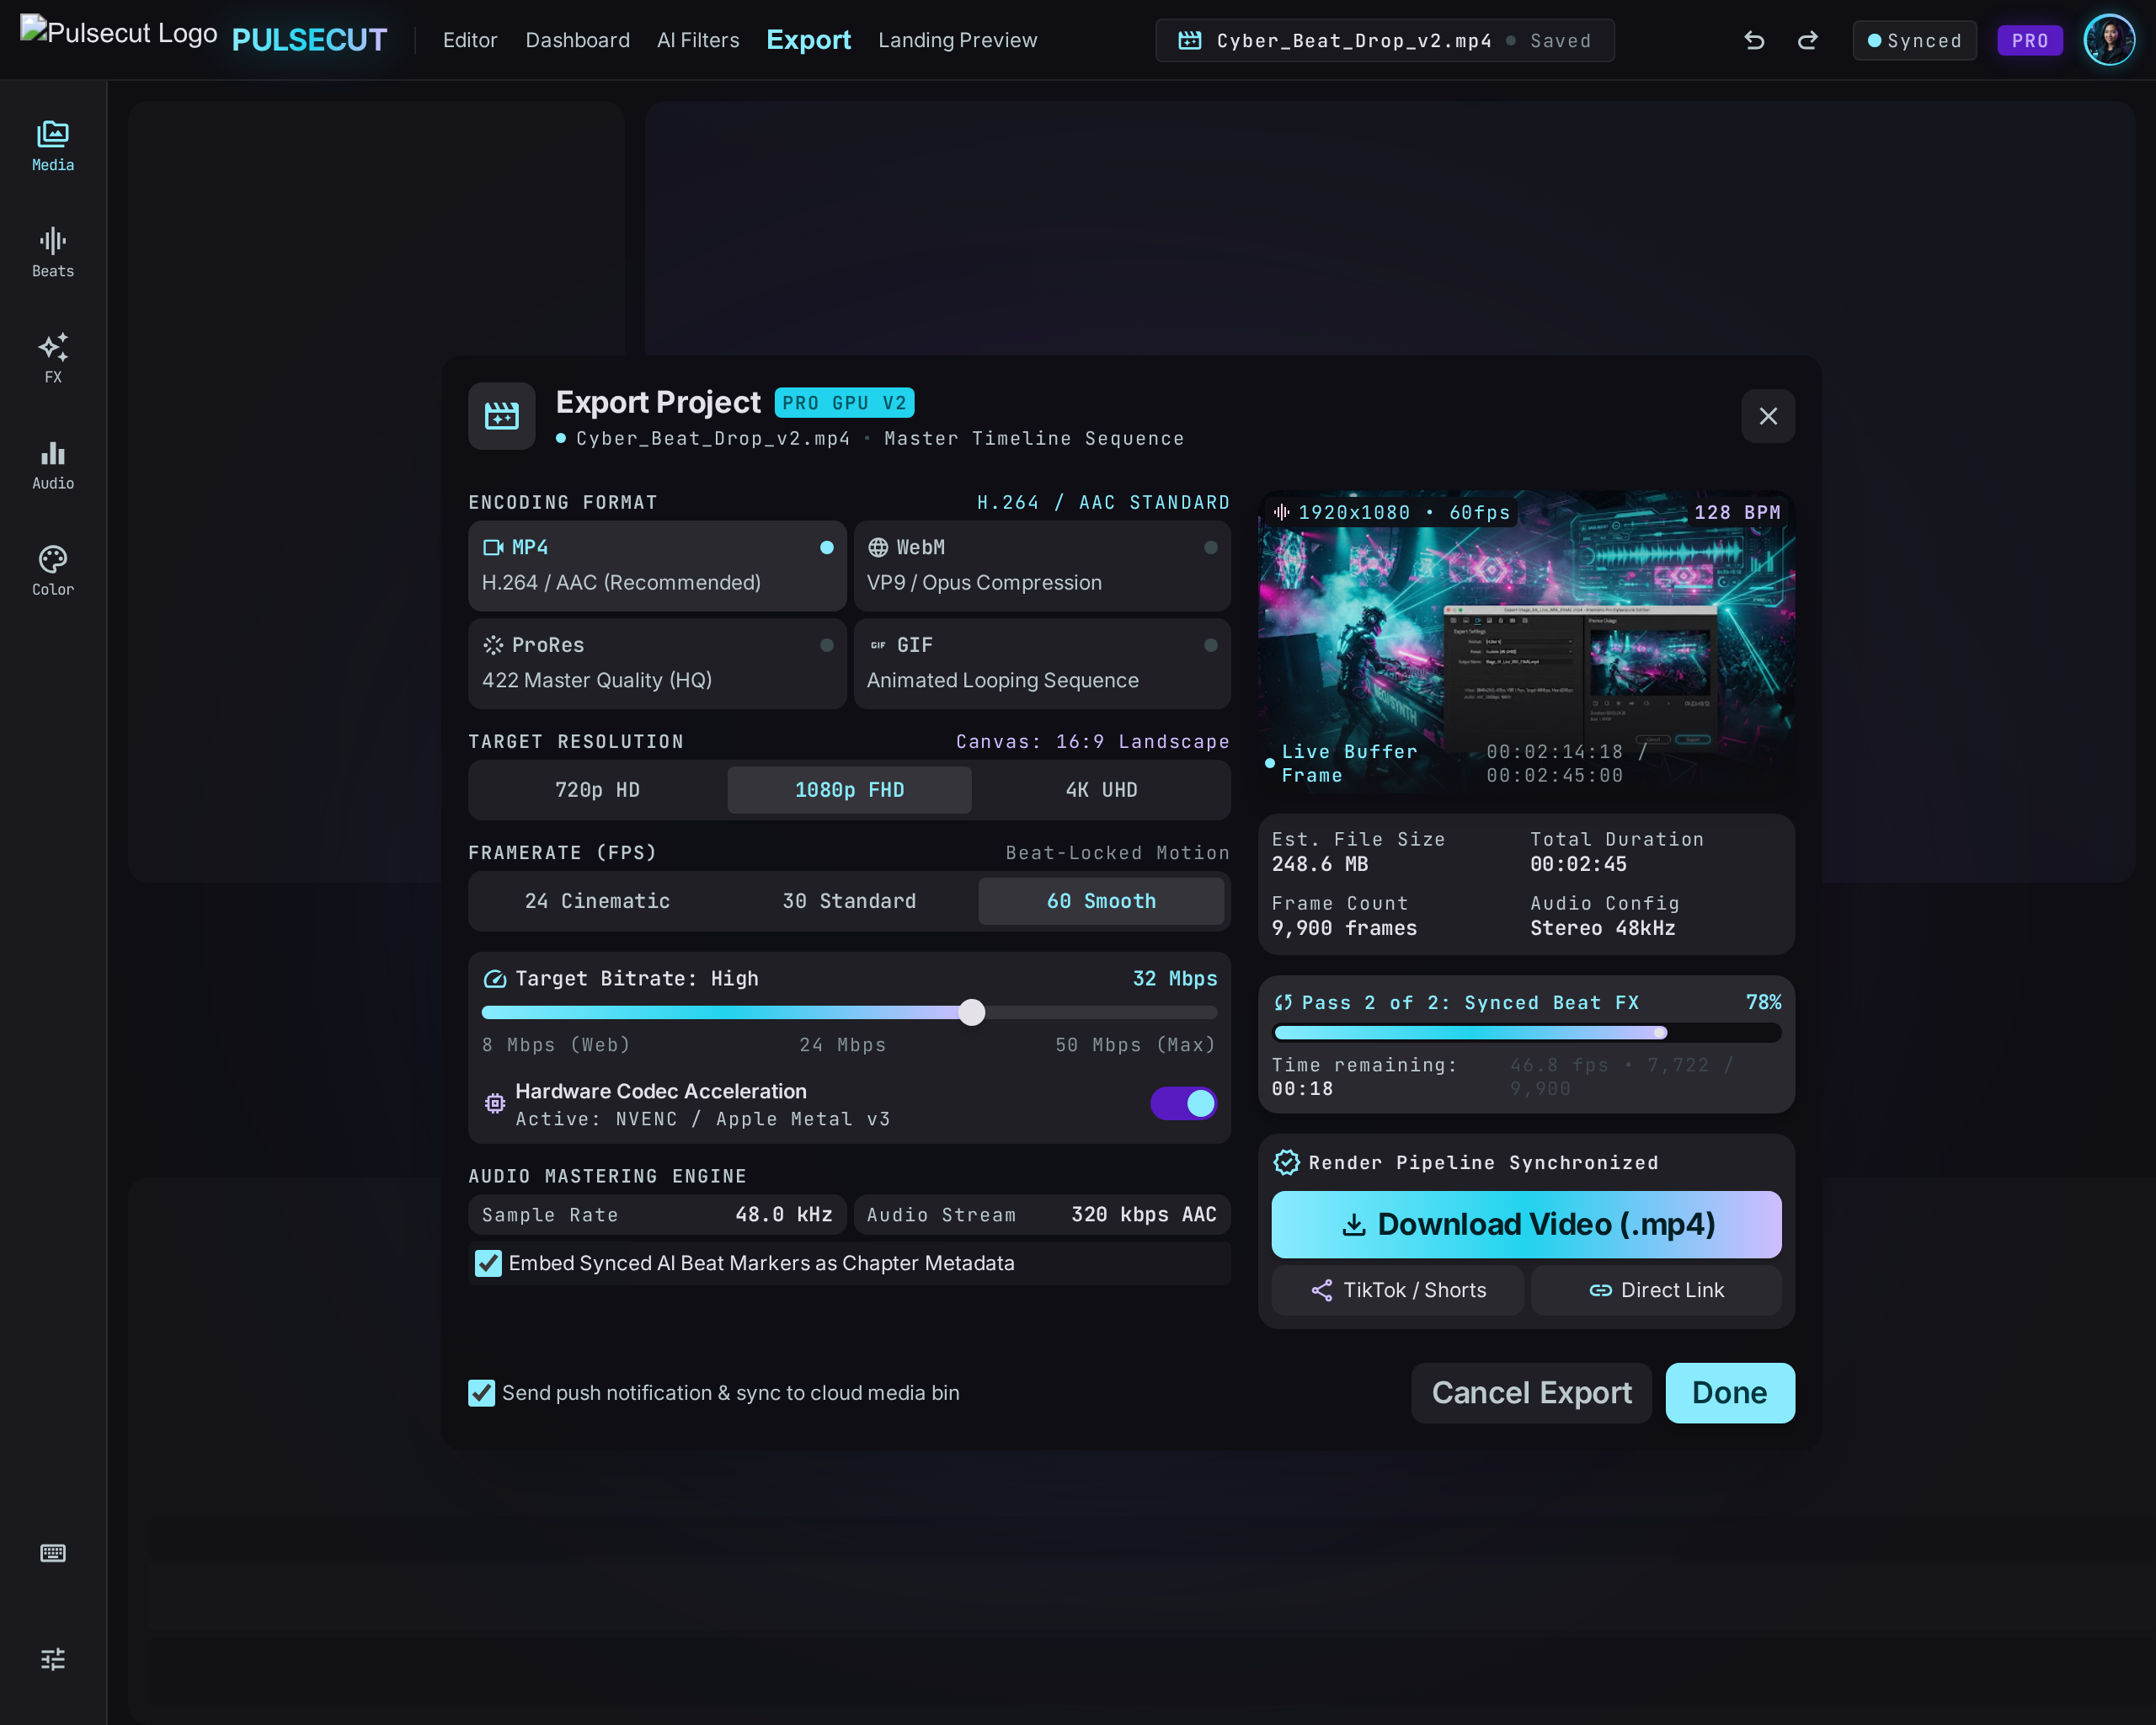 Pulsecut Logo
PULSECUT
Editor
Dashboard
AI Filters
Export
Landing Preview
Cyber_Beat_Drop_v2.mp4
Saved
Synced
PRO
Media
Beats
FX
Audio
Color
Export Project
PRO GPU V2
Cyber_Beat_Drop_v2.mp4 • Master Timeline Sequence
ENCODING FORMAT
H.264 / AAC STANDARD
MP4
H.264 / AAC (Recommended)
WebM
VP9 / Opus Compression
ProRes
422 Master Quality (HQ)
GIF
GIF
Animated Looping Sequence
TARGET RESOLUTION
Canvas: 16:9 Landscape
720p HD
1080p FHD
4K UHD
FRAMERATE (FPS)
Beat-Locked Motion
24 Cinematic
30 Standard
60 Smooth
Target Bitrate: High
32 Mbps
8 Mbps (Web)
24 Mbps
50 Mbps (Max)
Hardware Codec Acceleration
Active: NVENC / Apple Metal v3
AUDIO MASTERING ENGINE
Sample Rate
48.0 kHz
Audio Stream
320 kbps AAC
Embed Synced AI Beat Markers as Chapter Metadata
1920x1080 • 60fps
128 BPM
Export Settings
Live Buffer
Frame
00:02:14:18 /
00:02:45:00
Est. File Size
248.6 MB
Total Duration
00:02:45
Frame Count
9,900 frames
Audio Config
Stereo 48kHz
Pass 2 of 2: Synced Beat FX
78%
Time remaining:
00:18
46.8 fps • 7,722 /
9,900
Render Pipeline Synchronized
Download Video (.mp4)
TikTok / Shorts
Direct Link
Send push notification & sync to cloud media bin
Cancel Export
Done